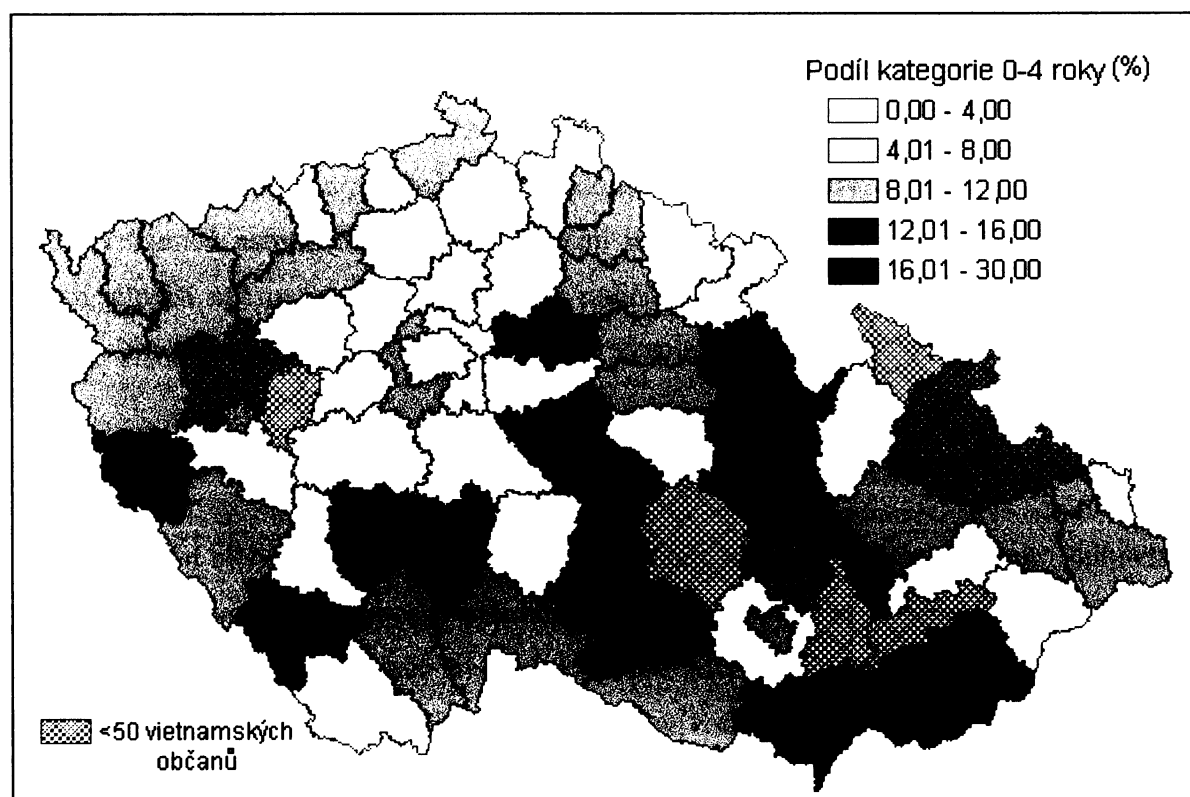 Podíl kategorie 0-4 roky (%)
0,00 - 4,00
4,01 - 8,00
8,01 - 12,00
12,01 - 16,00
16,01 - 30,00
<50 vietnamských
občanů